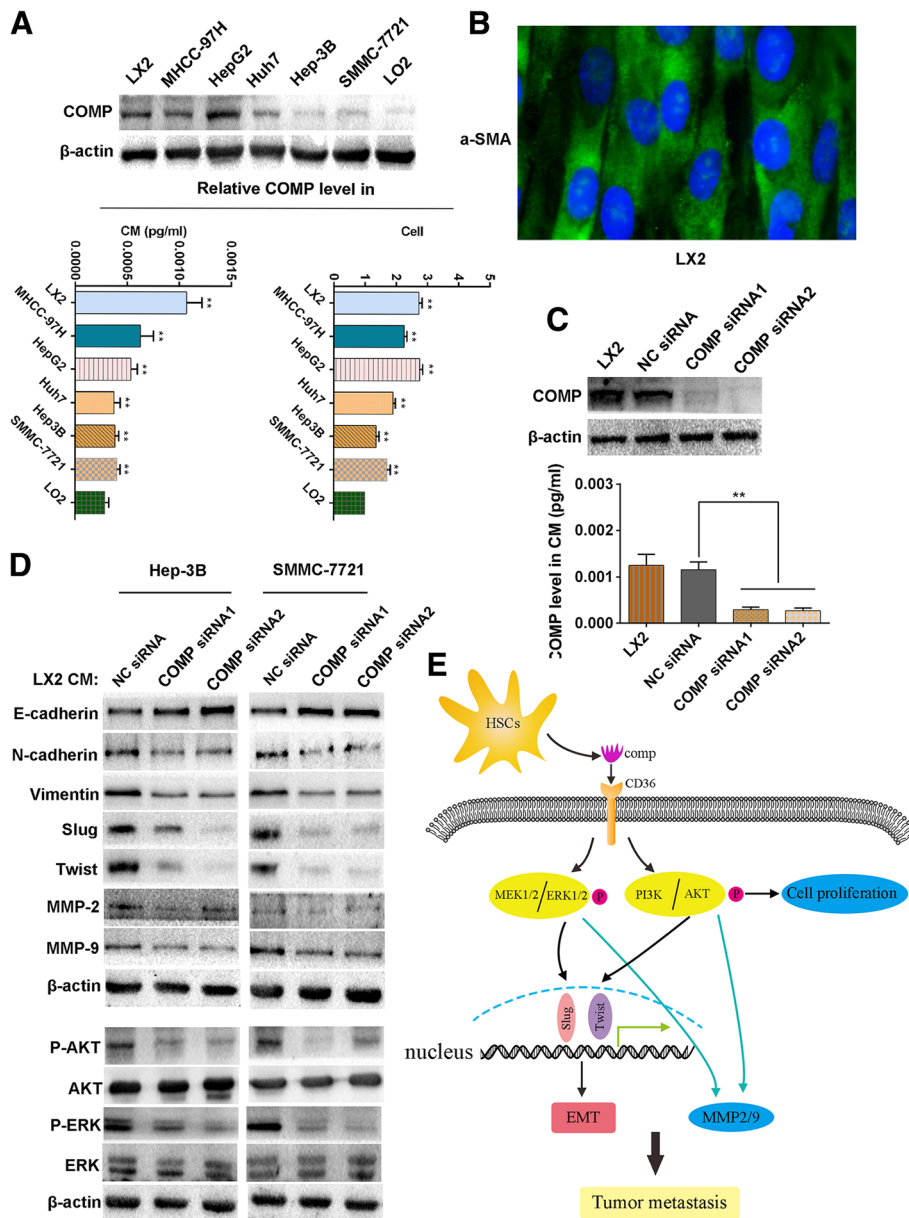 A
LX2
MHCC-97H
HepG2
Huh7
Hep-3B
SMMC-7721
LO2
COMP
β-actin
Relative COMP level in
CM (pg/ml)
0.00000
0.00005
0.00010
0.00015
LX2
MHCC-97H
HepG2
Huh7
Hep3B
SMMC-7721
LO2
**
**
**
**
**
**
Cell
0
1
2
3
4
5
LX2
MHCC-97H
HepG2
Huh7
Hep3B
SMMC-7721
LO2
**
**
**
**
**
**
B
a-SMA
LX2
C
LX2
NC siRNA
COMP siRNA1
COMP siRNA2
COMP
β-actin
COMP level in CM (pg/ml)
0.003
0.002
0.001
0.000
**
LX2
NC siRNA
COMP siRNA1
COMP siRNA2
D
Hep-3B
SMMC-7721
LX2 CM:
NC siRNA
COMP siRNA1
COMP siRNA2
NC siRNA
COMP siRNA1
COMP siRNA2
E-cadherin
N-cadherin
Vimentin
Slug
Twist
MMP-2
MMP-9
β-actin
P-AKT
AKT
P-ERK
ERK
β-actin
E
HSCs
comp
CD36
MEK1/2/ERK1/2
P
PI3K/AKT
P
Cell proliferation
Slug
Twist
nucleus
EMT
MMP2/9
Tumor metastasis